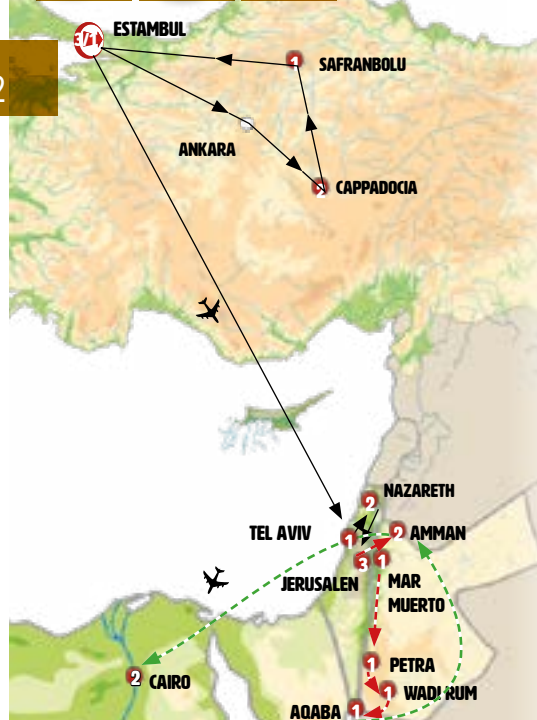 2
ESTAMBUL
3/1
1
SAFRANBOLU
ANKARA
2
CAPPADOCIA
2
NAZARETH
TEL AVIV
1
2
AMMAN
JERUSALEN
3
1
MAR
MUERTO
1
PETRA
2
CAIRO
1
WADI RUM
AQABA
1